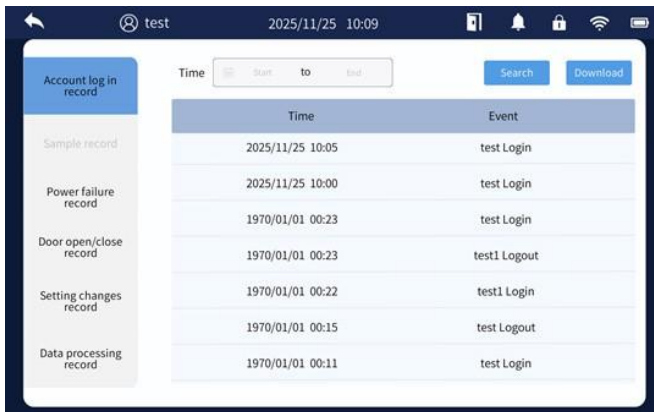 test 2025/11/25 10:09
Account log in
record
Time Start to End Search Download
Time Event
Sample record
2025/11/25 10:05 test Login
2025/11/25 10:00 test Login
Power failure
record
1970/01/01 00:23 test Login
Door open/close
record
1970/01/01 00:23 test1 Logout
Setting changes
record
1970/01/01 00:22 test1 Login
1970/01/01 00:15 test Logout
Data processing
record
1970/01/01 00:11 test Login